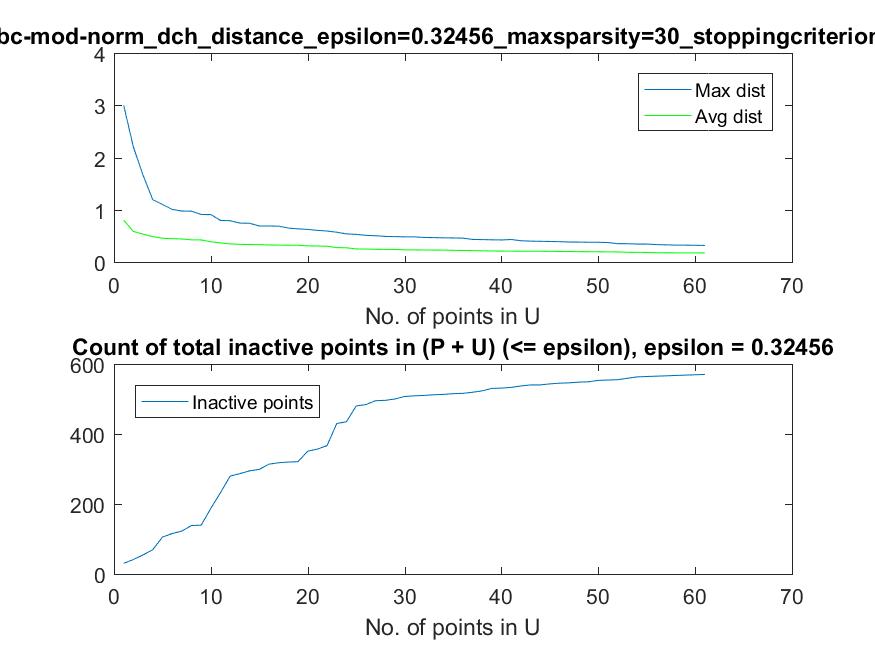 bc-mod-norm_dch_distance_epsilon=0.32456_maxsparsity=30_stoppingcriterion
4
3
2
1
0
Max dist
Avg dist
0 10 20 30 40 50 60 70
No. of points in U
Count of total inactive points in (P + U) (<= epsilon), epsilon = 0.32456
600
400
200
0
Inactive points
0 10 20 30 40 50 60 70
No. of points in U